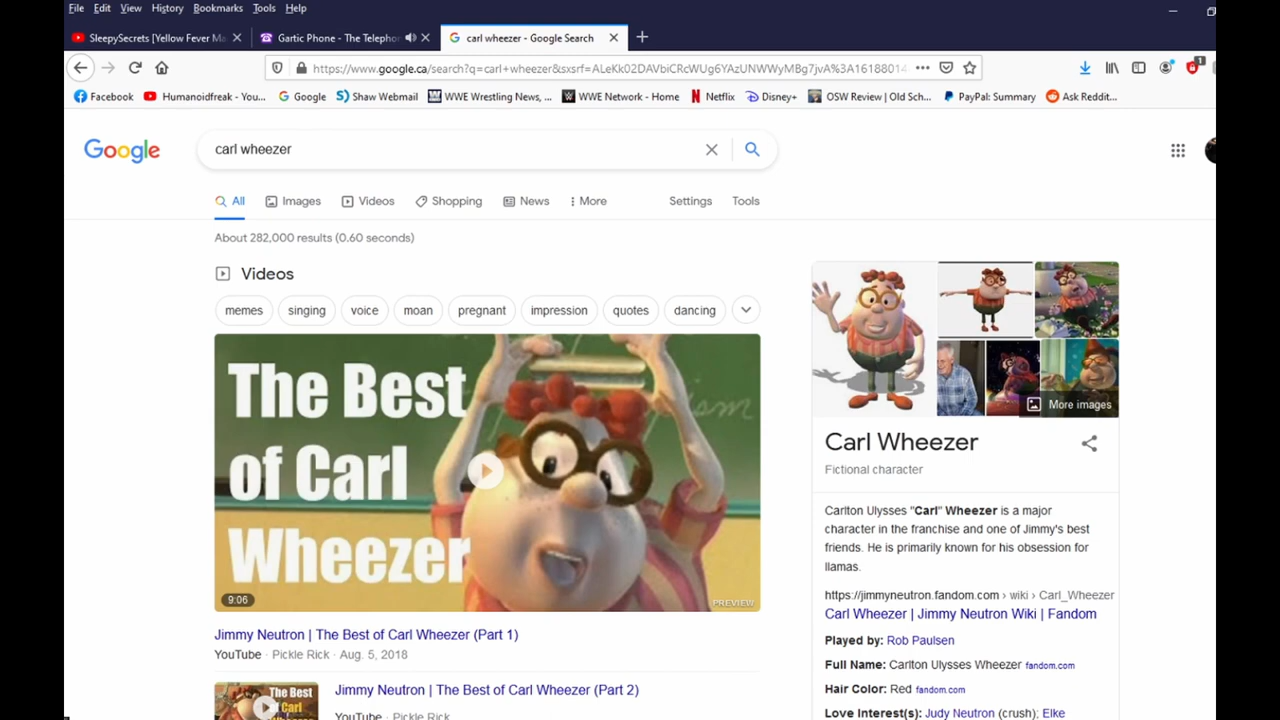 File Edit View History Bookmarks Tools Help
SleepySecrets [Yellow Fever Ma
Gartic Phone - The Telephor
carl wheezer - Google Search
https://www.google.ca/search?q=carl+wheezer&sxsrf=ALeKk02DAVbiCRcWUg6YAzUNWWyMBg7jvA%3A16188014
1
Facebook Humanoidfreak - You... Google Shaw Webmail WWE Wrestling News, ... WWE Network - Home Netflix Disney+ OSW Review | Old Sch... PayPal: Summary Ask Reddit...
Google
carl wheezer
All Images Videos Shopping News More Settings Tools
About 282,000 results (0.60 seconds)
Videos
memes singing voice moan pregnant impression quotes dancing
The Best
of Carl
Wheezer
9:06
PREVIEW
Jimmy Neutron | The Best of Carl Wheezer (Part 1)
YouTube · Pickle Rick · Aug. 5, 2018
The Best
of Carl
Jimmy Neutron | The Best of Carl Wheezer (Part 2)
YouTube · Pickle Rick
More images
Carl Wheezer
Fictional character
Carlton Ulysses "Carl" Wheezer is a major
character in the franchise and one of Jimmy's best
friends. He is primarily known for his obsession for
llamas.
https://jimmyneutron.fandom.com › wiki › Carl_Wheezer
Carl Wheezer | Jimmy Neutron Wiki | Fandom
Played by: Rob Paulsen
Full Name: Carlton Ulysses Wheezer fandom.com
Hair Color: Red fandom.com
Love Interest(s): Judy Neutron (crush); Elke